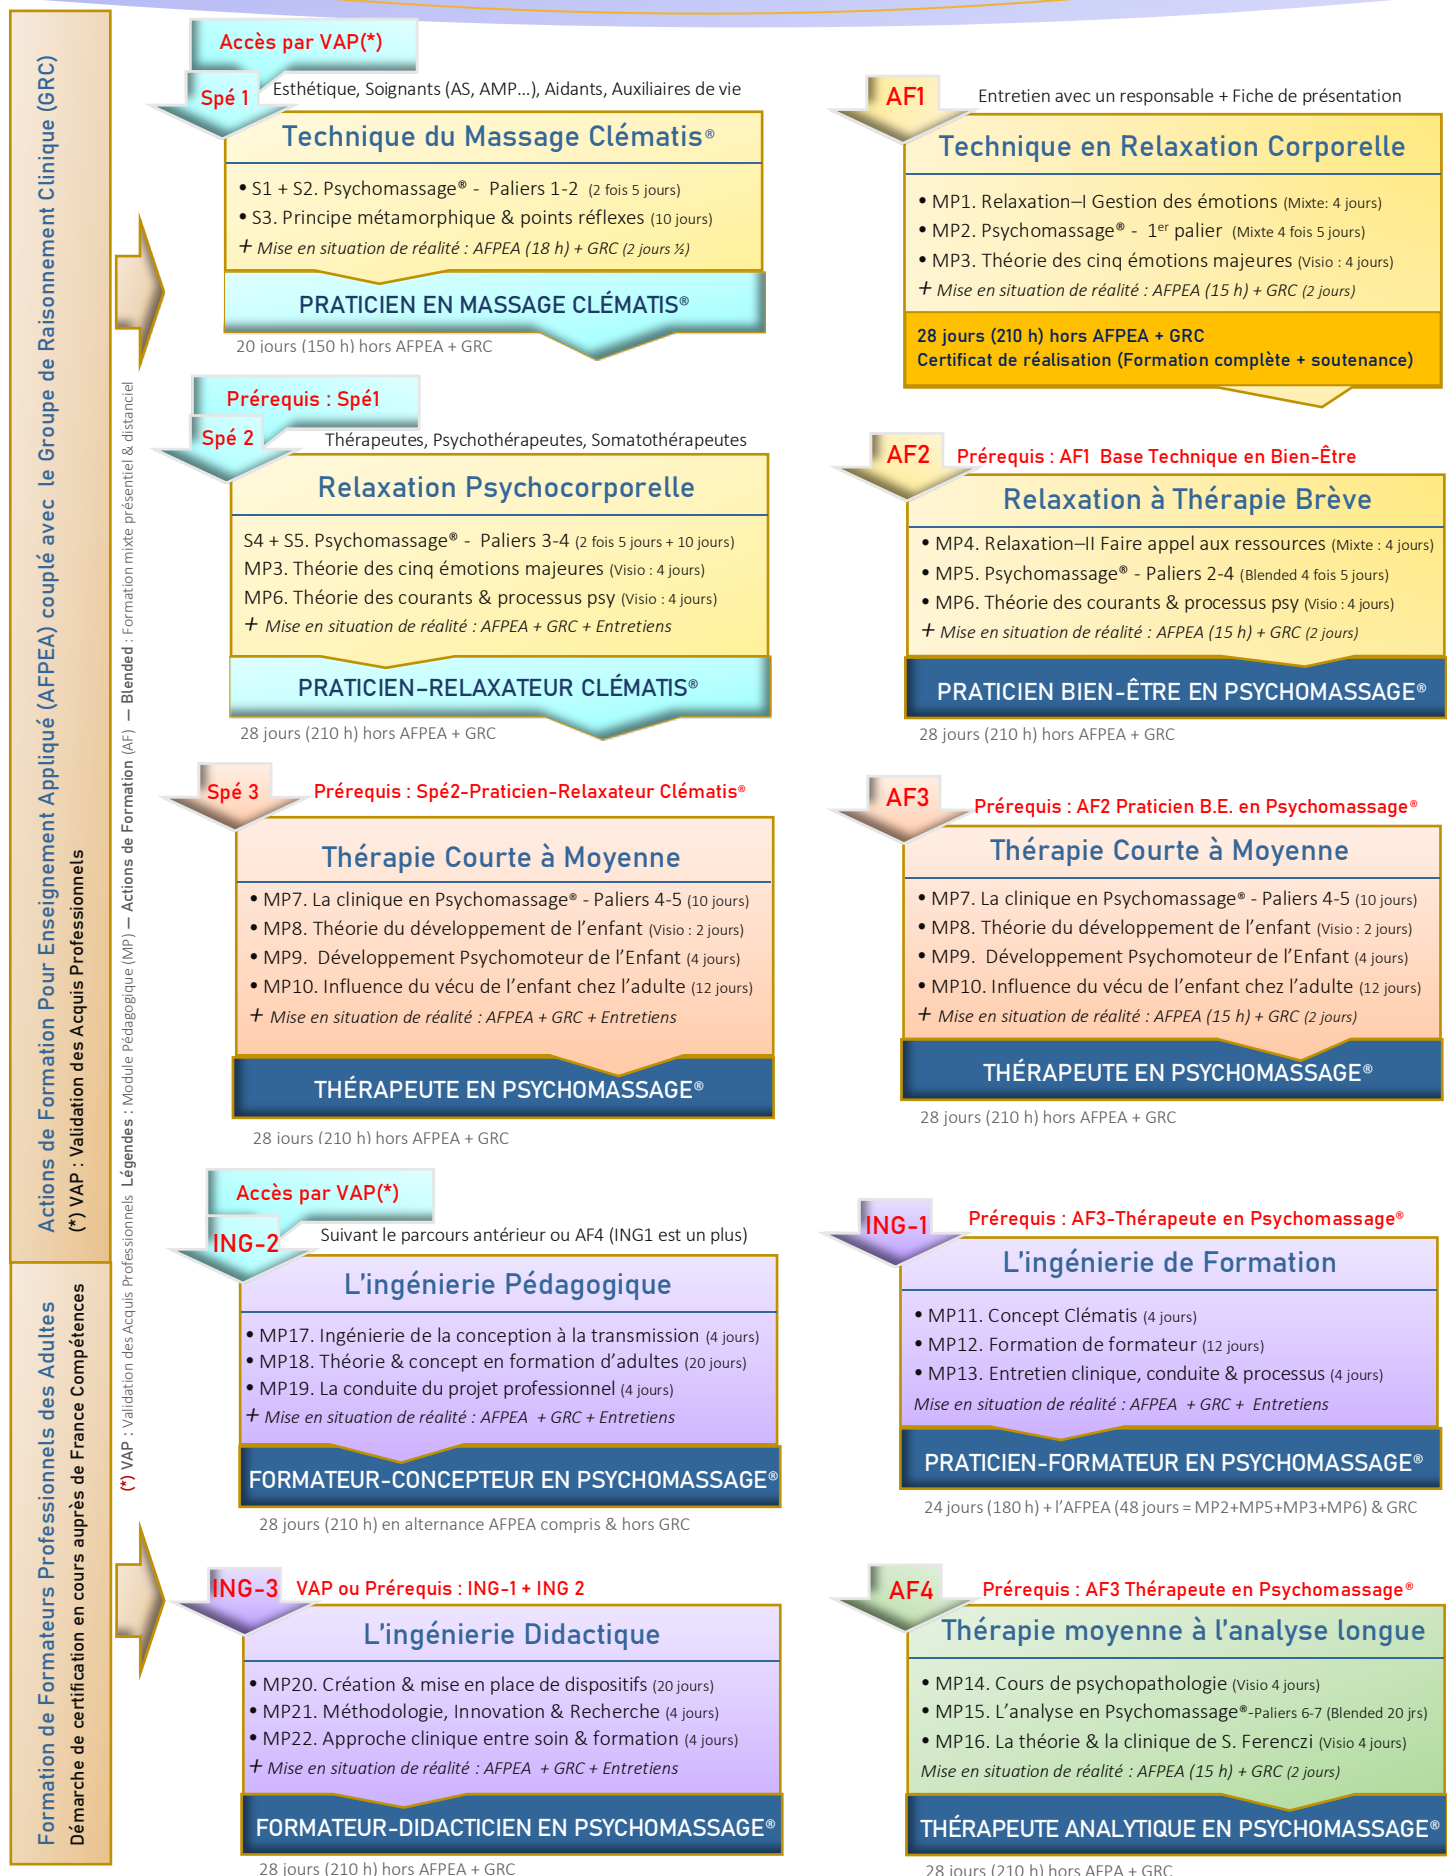 Actions de Formation Pour Enseignement Appliqué (AFPEA) couplé avec le Groupe de Raisonnement Clinique (GRC)
(*) VAP : Validation des Acquis Professionnels
Formation de Formateurs Professionnels des Adultes
Démarche de certification en cours auprès de France Compétences
(*) VAP : Validation des Acquis Professionnels Légendes : Module Pédagogique (MP) — Actions de Formation (AF) — Blended : Formation mixte présentiel & distanciel
Accès par VAP(*)
Spé 1
Esthétique, Soignants (AS, AMP...), Aidants, Auxiliaires de vie
Technique du Massage Clématis®
• S1 + S2. Psychomassage® - Paliers 1-2 (2 fois 5 jours)
• S3. Principe métamorphique & points réflexes (10 jours)
+ Mise en situation de réalité : AFPEA (18 h) + GRC (2 jours ½)
PRATICIEN EN MASSAGE CLÉMATIS®
20 jours (150 h) hors AFPEA + GRC
Prérequis : Spé1
Spé 2
Thérapeutes, Psychothérapeutes, Somatothérapeutes
Relaxation Psychocorporelle
S4 + S5. Psychomassage® - Paliers 3-4 (2 fois 5 jours + 10 jours)
MP3. Théorie des cinq émotions majeures (Visio : 4 jours)
MP6. Théorie des courants & processus psy (Visio : 4 jours)
+ Mise en situation de réalité : AFPEA + GRC + Entretiens
PRATICIEN-RELAXATEUR CLÉMATIS®
28 jours (210 h) hors AFPEA + GRC
Spé 3
Prérequis : Spé2-Praticien-Relaxateur Clématis®
Thérapie Courte à Moyenne
• MP7. La clinique en Psychomassage® - Paliers 4-5 (10 jours)
• MP8. Théorie du développement de l'enfant (Visio : 2 jours)
• MP9. Développement Psychomoteur de l'Enfant (4 jours)
• MP10. Influence du vécu de l'enfant chez l'adulte (12 jours)
+ Mise en situation de réalité : AFPEA + GRC + Entretiens
THÉRAPEUTE EN PSYCHOMASSAGE®
28 jours (210 h) hors AFPEA + GRC
Accès par VAP(*)
ING-2
Suivant le parcours antérieur ou AF4 (ING1 est un plus)
L'ingénierie Pédagogique
• MP17. Ingénierie de la conception à la transmission (4 jours)
• MP18. Théorie & concept en formation d'adultes (20 jours)
• MP19. La conduite du projet professionnel (4 jours)
+ Mise en situation de réalité : AFPEA + GRC + Entretiens
FORMATEUR-CONCEPTEUR EN PSYCHOMASSAGE®
28 jours (210 h) en alternance AFPEA compris & hors GRC
ING-3
VAP ou Prérequis : ING-1 + ING 2
L'ingénierie Didactique
• MP20. Création & mise en place de dispositifs (20 jours)
• MP21. Méthodologie, Innovation & Recherche (4 jours)
• MP22. Approche clinique entre soin & formation (4 jours)
+ Mise en situation de réalité : AFPEA + GRC + Entretiens
FORMATEUR-DIDACTICIEN EN PSYCHOMASSAGE®
28 jours (210 h) hors AFPEA + GRC
AF1
Entretien avec un responsable + Fiche de présentation
Technique en Relaxation Corporelle
• MP1. Relaxation–I Gestion des émotions (Mixte: 4 jours)
• MP2. Psychomassage® - 1er palier (Mixte 4 fois 5 jours)
• MP3. Théorie des cinq émotions majeures (Visio : 4 jours)
+ Mise en situation de réalité : AFPEA (15 h) + GRC (2 jours)
28 jours (210 h) hors AFPEA + GRC
Certificat de réalisation (Formation complète + soutenance)
AF2
Prérequis : AF1 Base Technique en Bien-Être
Relaxation à Thérapie Brève
• MP4. Relaxation–II Faire appel aux ressources (Mixte : 4 jours)
• MP5. Psychomassage® - Paliers 2-4 (Blended 4 fois 5 jours)
• MP6. Théorie des courants & processus psy (Visio : 4 jours)
+ Mise en situation de réalité : AFPEA (15 h) + GRC (2 jours)
PRATICIEN BIEN-ÊTRE EN PSYCHOMASSAGE®
28 jours (210 h) hors AFPEA + GRC
AF3
Prérequis : AF2 Praticien B.E. en Psychomassage®
Thérapie Courte à Moyenne
• MP7. La clinique en Psychomassage® - Paliers 4-5 (10 jours)
• MP8. Théorie du développement de l'enfant (Visio : 2 jours)
• MP9. Développement Psychomoteur de l'Enfant (4 jours)
• MP10. Influence du vécu de l'enfant chez l'adulte (12 jours)
+ Mise en situation de réalité : AFPEA (15 h) + GRC (2 jours)
THÉRAPEUTE EN PSYCHOMASSAGE®
28 jours (210 h) hors AFPEA + GRC
ING-1
Prérequis : AF3-Thérapeute en Psychomassage®
L'ingénierie de Formation
• MP11. Concept Clématis (4 jours)
• MP12. Formation de formateur (12 jours)
• MP13. Entretien clinique, conduite & processus (4 jours)
Mise en situation de réalité : AFPEA + GRC + Entretiens
PRATICIEN-FORMATEUR EN PSYCHOMASSAGE®
24 jours (180 h) + l'AFPEA (48 jours = MP2+MP5+MP3+MP6) & GRC
AF4
Prérequis : AF3 Thérapeute en Psychomassage®
Thérapie moyenne à l'analyse longue
• MP14. Cours de psychopathologie (Visio 4 jours)
• MP15. L'analyse en Psychomassage®-Paliers 6-7 (Blended 20 jrs)
• MP16. La théorie & la clinique de S. Ferenczi (Visio 4 jours)
Mise en situation de réalité : AFPEA (15 h) + GRC (2 jours)
THÉRAPEUTE ANALYTIQUE EN PSYCHOMASSAGE®
28 jours (210 h) hors AFPA + GRC